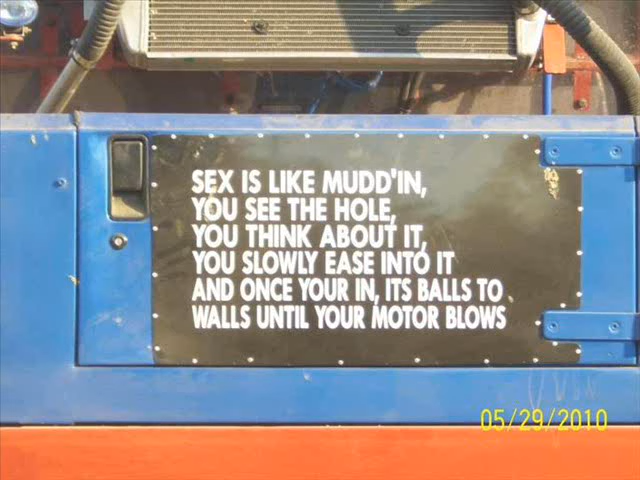 SEX IS LIKE MUDD'IN,
YOU SEE THE HOLE,
YOU THINK ABOUT IT,
YOU SLOWLY EASE INTO IT
AND ONCE YOUR IN, ITS BALLS TO
WALLS UNTIL YOUR MOTOR BLOWS
05/29/2010